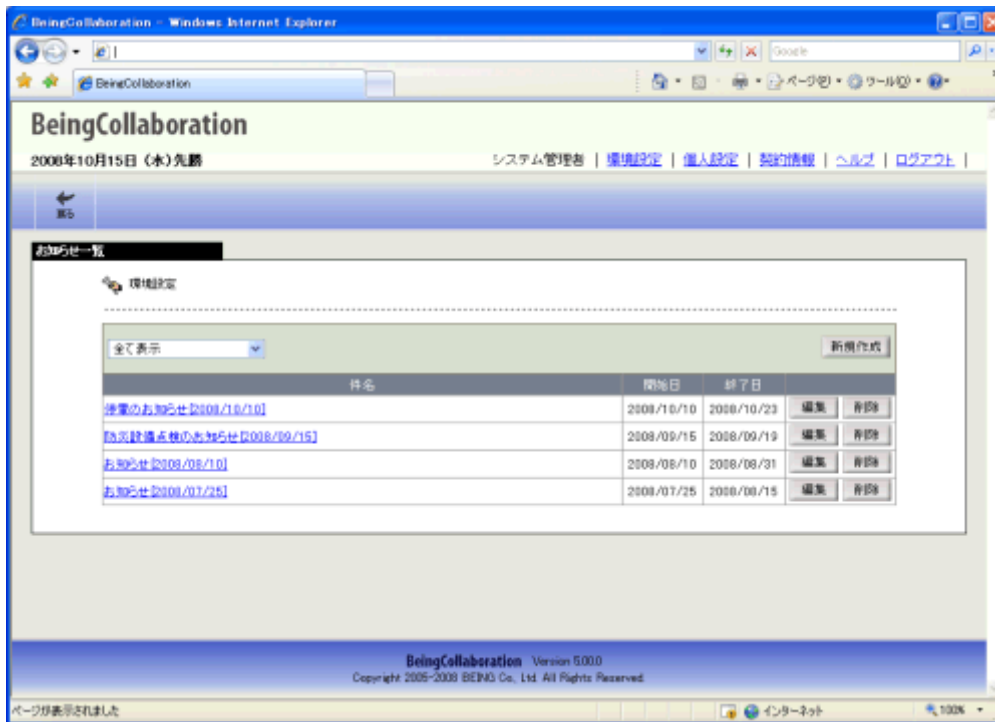 BeingCollaboration - Windows Internet Explorer
Google
BeingCollaboration
ページ(P)
ツール(O)
BeingCollaboration
2008年10月15日（水）先勝
システム管理者 | 環境設定 | 個人設定 | 契約情報 | ヘルプ | ログアウト |
戻る
お知らせ一覧
環境設定
全て表示
新規作成
件名 開始日 終了日
停電のお知らせ[2008/10/10] 2008/10/10 2008/10/23 編集 削除
防災設備点検のお知らせ[2008/09/15] 2008/09/15 2008/09/19 編集 削除
お知らせ[2008/08/10] 2008/08/10 2008/08/31 編集 削除
お知らせ[2008/07/25] 2008/07/25 2008/08/15 編集 削除
BeingCollaboration Version 5.00.0
Copyright 2005-2008 BEING Co., Ltd. All Rights Reserved.
ページが表示されました
インターネット
100%